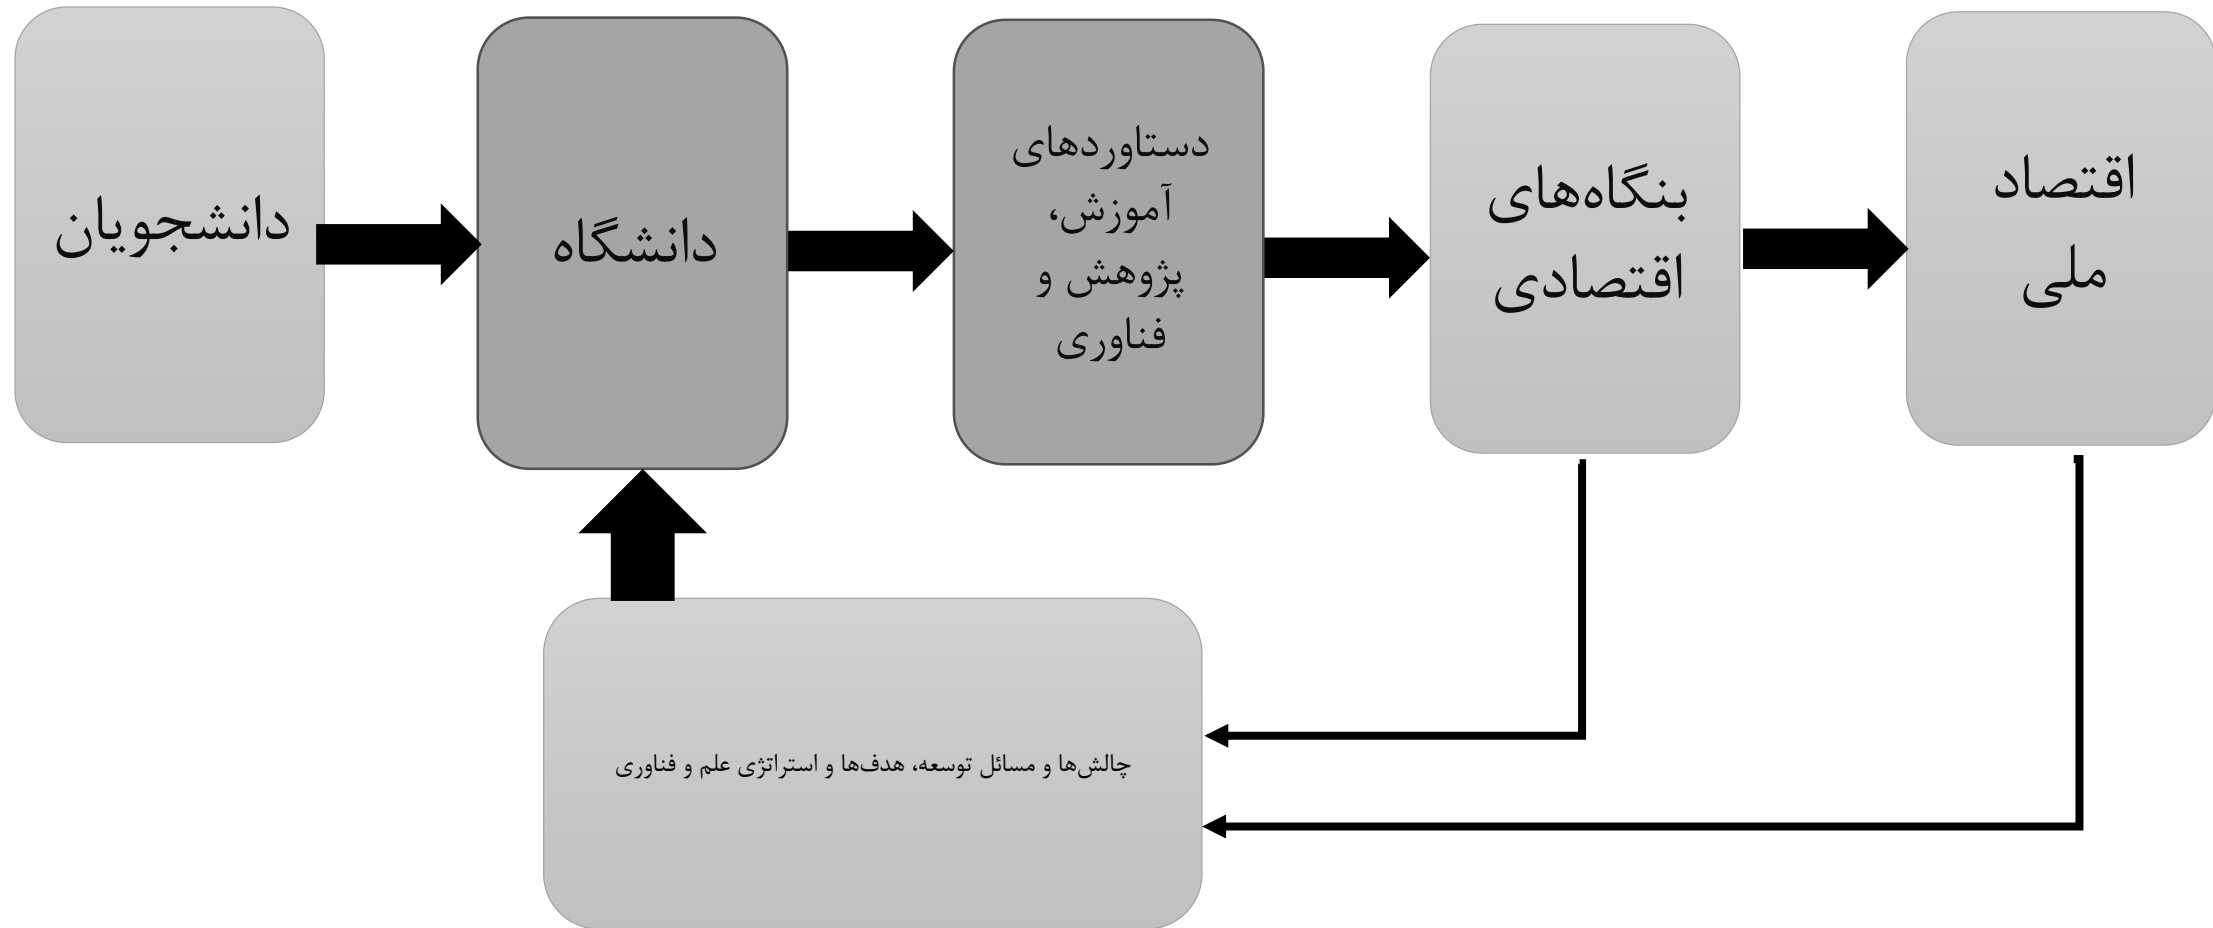 دانشجویان
دانشگاه
دستاوردهای
آموزش،
پژوهش و
فناوری
بنگاه‌های
اقتصادی
اقتصاد
ملی
چالش‌ها و مسائل توسعه، هدف‌ها و استراتژی علم و فناوری